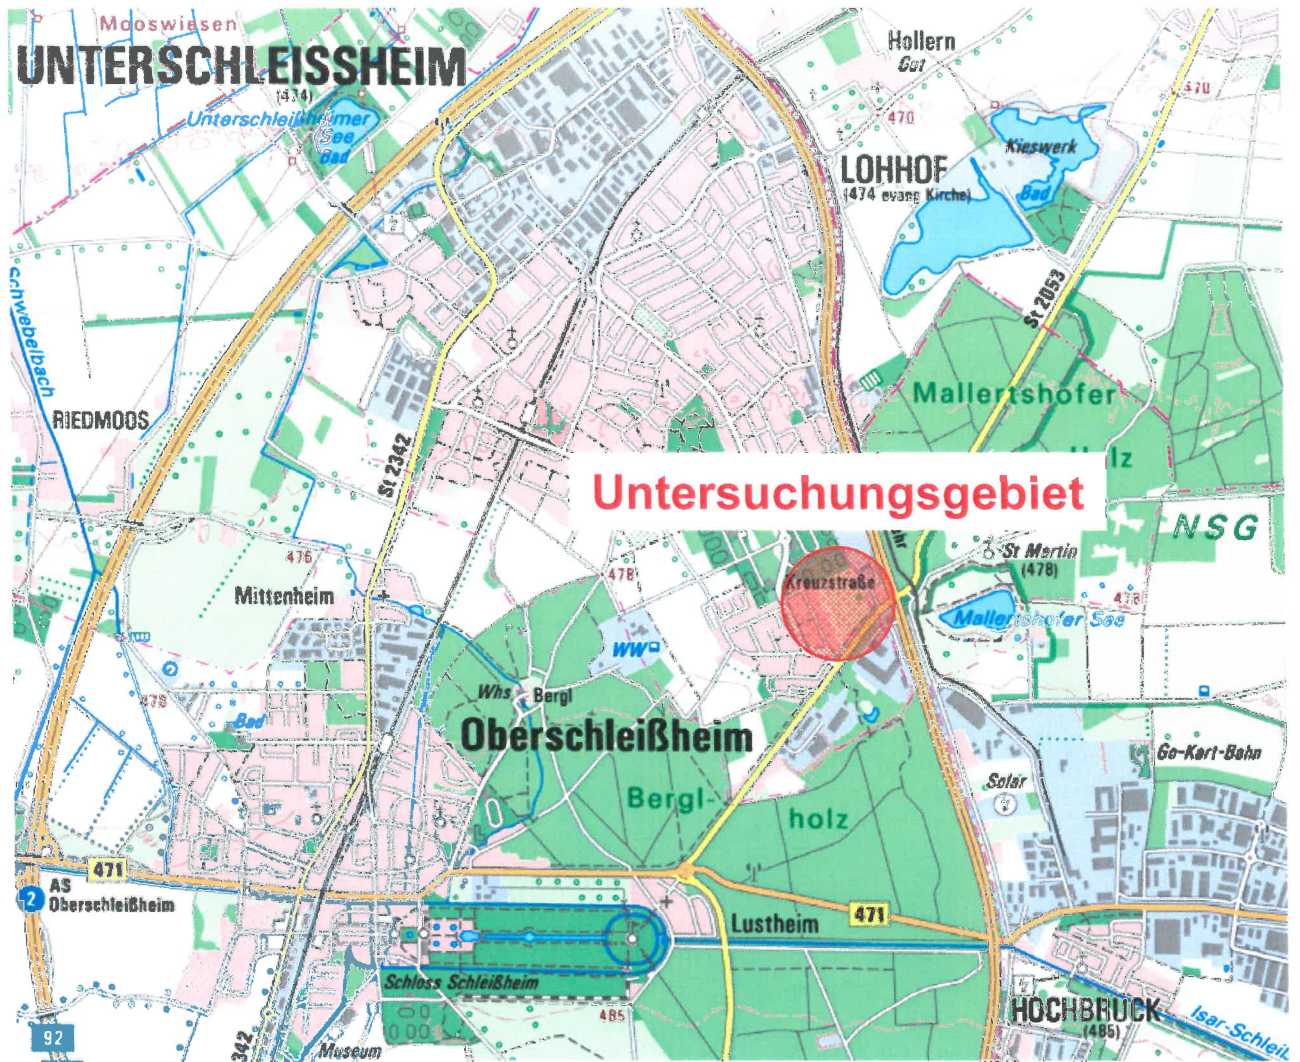 Mooswiesen
UNTERSCHLEISSHEIM
(474)
Unterschleißheimer
See
Bad
Hollern
Gut
470
470
Kieswerk
Bad
LOHHOF
(474 evang Kirche)
Schwebelbach
St 2053
RIEDMOOS
St 2342
Mallertshofer
Holz
Untersuchungsgebiet
NSG
St Martin
(478)
476
478
478
Mittenheim
Kreuzstraße
Mallertshofer See
WW
478
Whs
Bergl
Bad
Oberschleißheim
Go-Kart-Bahn
Solar
Bergl-
holz
471
AS
Oberschleißheim
2
471
Lustheim
Schloss Schleißheim
485
HOCHBRÜCK
(485)
Isar-Schleiß
92
342
Museum